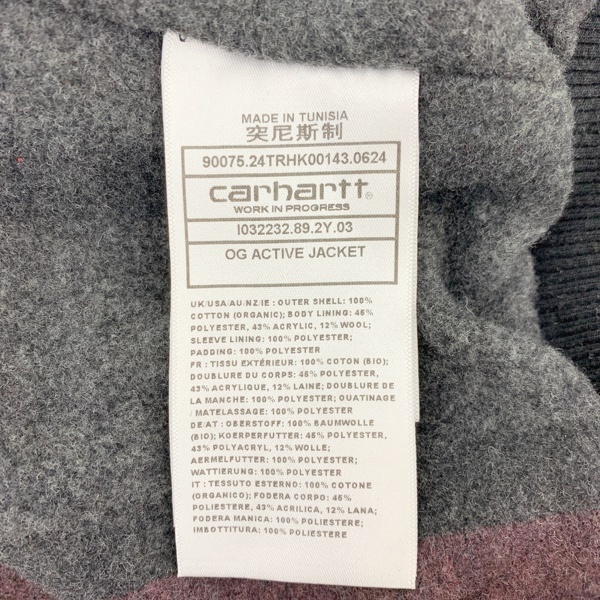 MADE IN TUNISIA
突尼斯制
90075.24TRHK00143.0624
carhartt®
WORK IN PROGRESS
I032232.89.2Y.03
OG ACTIVE JACKET
UK/USA/AU/NZ/IE : OUTER SHELL: 100%
COTTON (ORGANIC); BODY LINING: 45%
POLYESTER, 43% ACRYLIC, 12% WOOL;
SLEEVE LINING: 100% POLYESTER;
PADDING: 100% POLYESTER
FR : TISSU EXTÉRIEUR: 100% COTON (BIO);
DOUBLURE DU CORPS: 45% POLYESTER,
43% ACRYLIQUE, 12% LAINE; DOUBLURE DE
LA MANCHE: 100% POLYESTER; OUATINAGE
/ MATELASSAGE: 100% POLYESTER
DE/AT : OBERSTOFF: 100% BAUMWOLLE
(BIO); KOERPERFUTTER: 45% POLYESTER,
43% POLYACRYL, 12% WOLLE;
AERMELFUTTER: 100% POLYESTER;
WATTIERUNG: 100% POLYESTER
IT : TESSUTO ESTERNO: 100% COTONE
(ORGANICO); FODERA CORPO: 45%
POLIESTERE, 43% ACRILICA, 12% LANA;
FODERA MANICA: 100% POLIESTERE;
IMBOTTITURA: 100% POLIESTERE